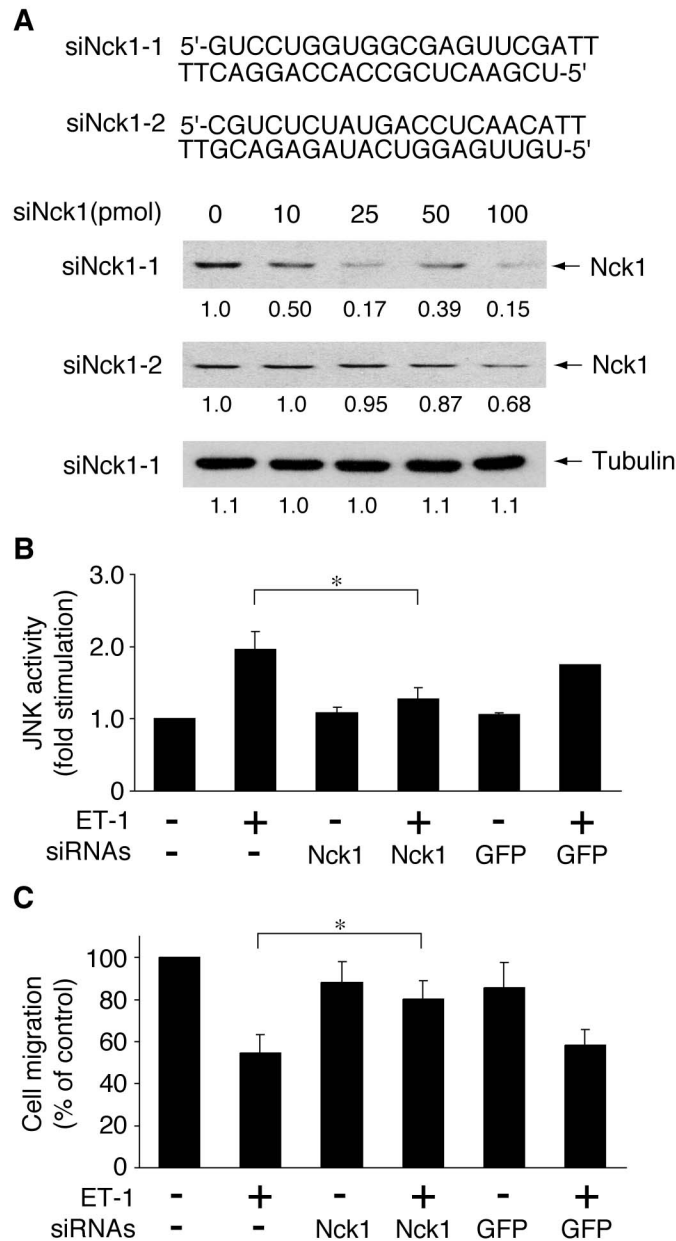 A
siNck1-1 5'-GUCCUGGUGGCGAGUUCGATT
TTCAGGACCACCGCUCAAGCU-5'
siNck1-2 5'-CGUCUCUAUGACCUCAACATT
TTGCAGAGAUACUGGAGUUGU-5'
siNck1(pmol) 0 10 25 50 100
siNck1-1 Nck1
1.0 0.50 0.17 0.39 0.15
siNck1-2 Nck1
1.0 1.0 0.95 0.87 0.68
siNck1-1 Tubulin
1.1 1.0 1.0 1.1 1.1
B
JNK activity
(fold stimulation)
3.0
2.0
1.0
0
*
ET-1 - + - + - +
siRNAs - - Nck1 Nck1 GFP GFP
C
Cell migration
(% of control)
100
80
60
40
20
0
*
ET-1 - + - + - +
siRNAs - - Nck1 Nck1 GFP GFP